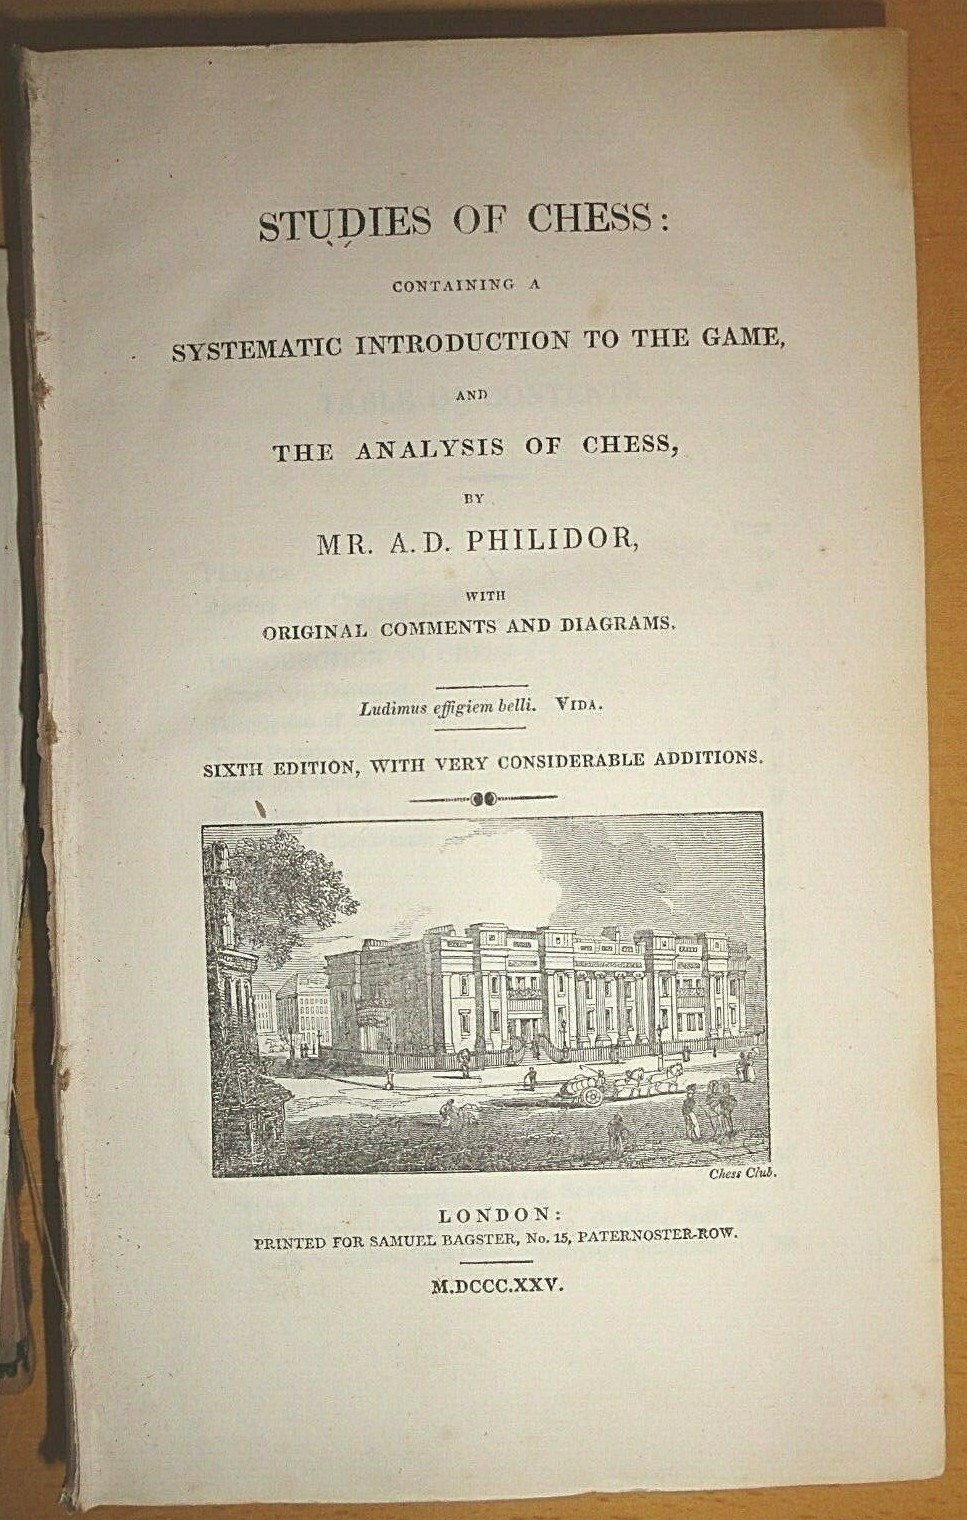 STUDIES OF CHESS:
CONTAINING A
SYSTEMATIC INTRODUCTION TO THE GAME,
AND
THE ANALYSIS OF CHESS,
BY
MR. A. D. PHILIDOR,
WITH
ORIGINAL COMMENTS AND DIAGRAMS.
Ludimus effigiem belli. VIDA.
SIXTH EDITION, WITH VERY CONSIDERABLE ADDITIONS.
Chess Club.
LONDON:
PRINTED FOR SAMUEL BAGSTER, No. 15, PATERNOSTER-ROW.
M.DCCC.XXV.